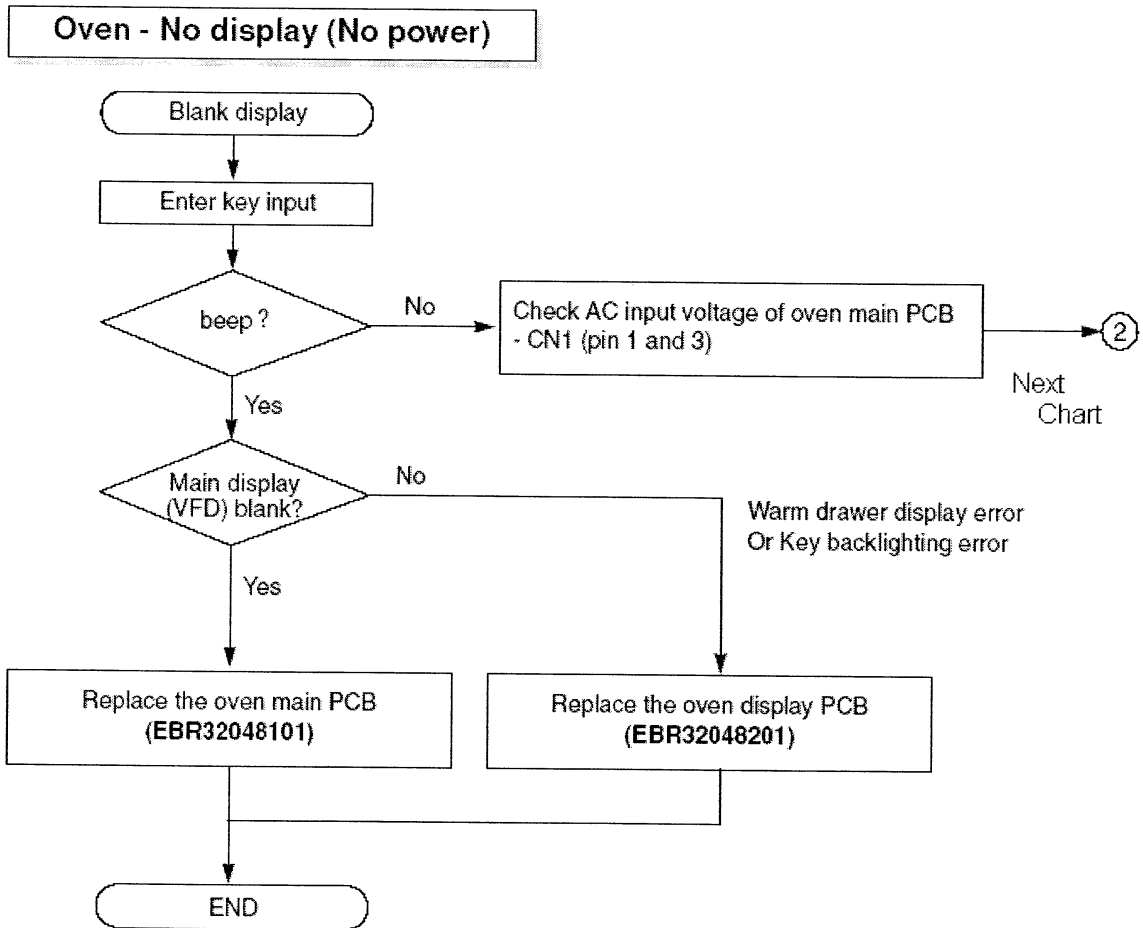 Oven - No display (No power)
Blank display
Enter key input
beep ?
No
Check AC input voltage of oven main PCB
- CN1 (pin 1 and 3)
2
Next
Chart
Yes
Main display
(VFD) blank?
No
Warm drawer display error
Or Key backlighting error
Yes
Replace the oven main PCB
(EBR32048101)
Replace the oven display PCB
(EBR32048201)
END